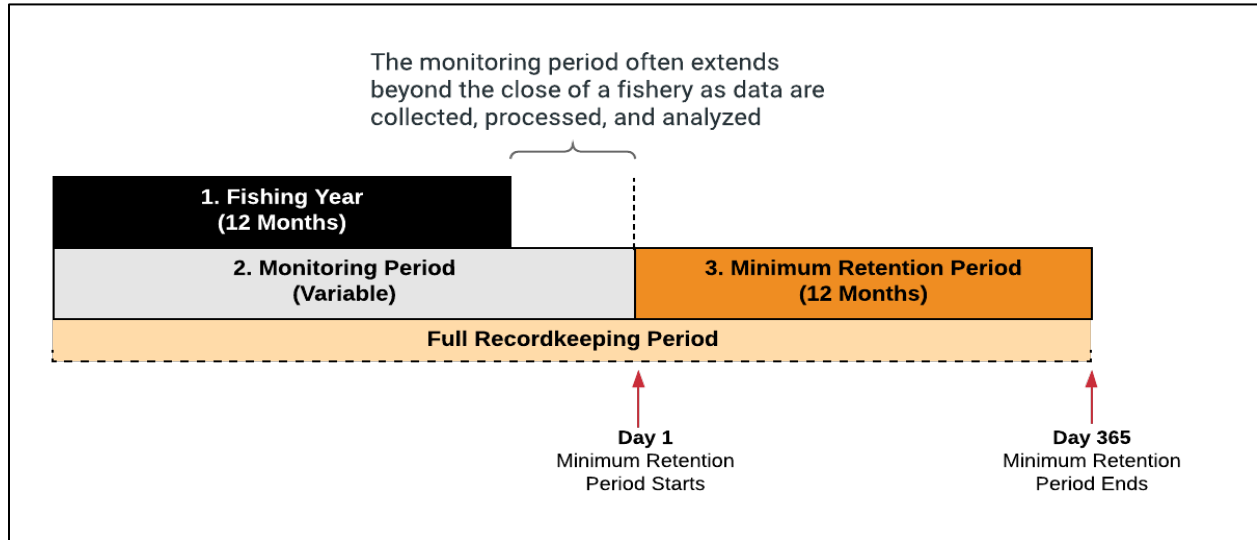 The monitoring period often extends
beyond the close of a fishery as data are
collected, processed, and analyzed
1. Fishing Year
(12 Months)
2. Monitoring Period
(Variable)
3. Minimum Retention Period
(12 Months)
Full Recordkeeping Period
Day 1
Minimum Retention
Period Starts
Day 365
Minimum Retention
Period Ends